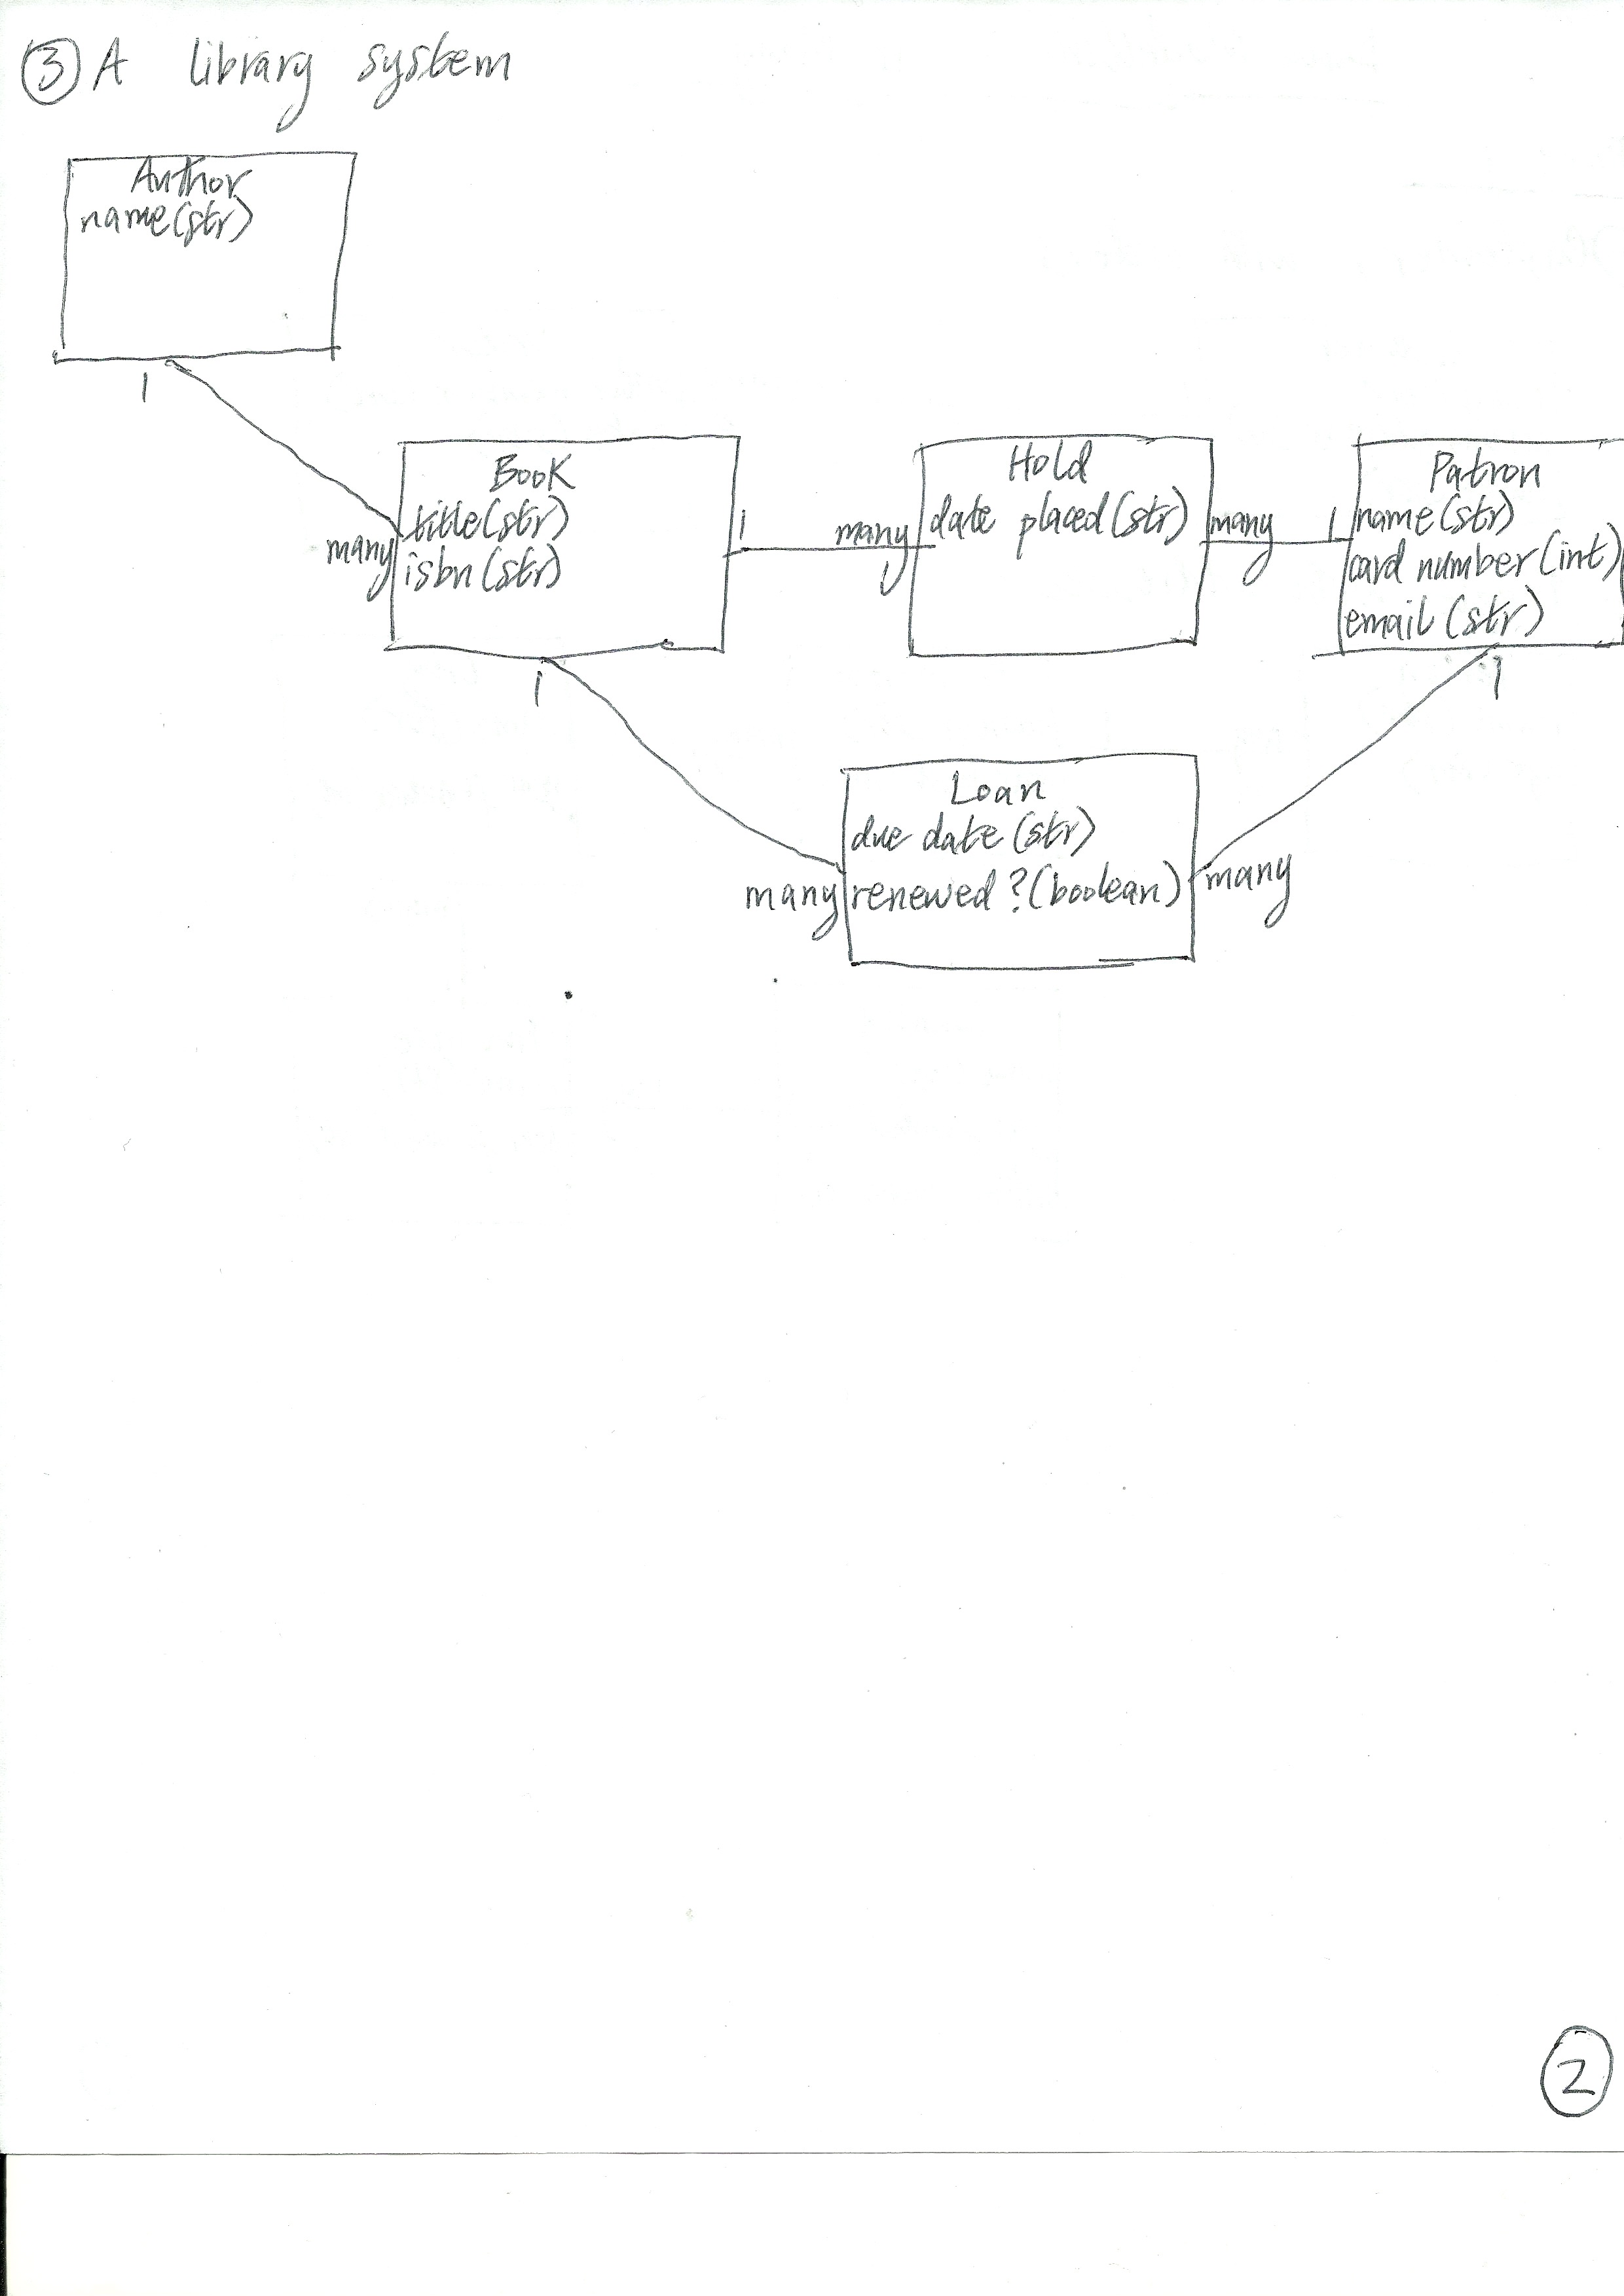 ③ A library system
Author
name(str)
1
many
Book
title(str)
isbn(str)
1
many
Hold
date placed(str)
many
1
Patron
name(str)
card number(int)
email(str)
1
1
many
Loan
due date(str)
renewed?(boolean)
many
②